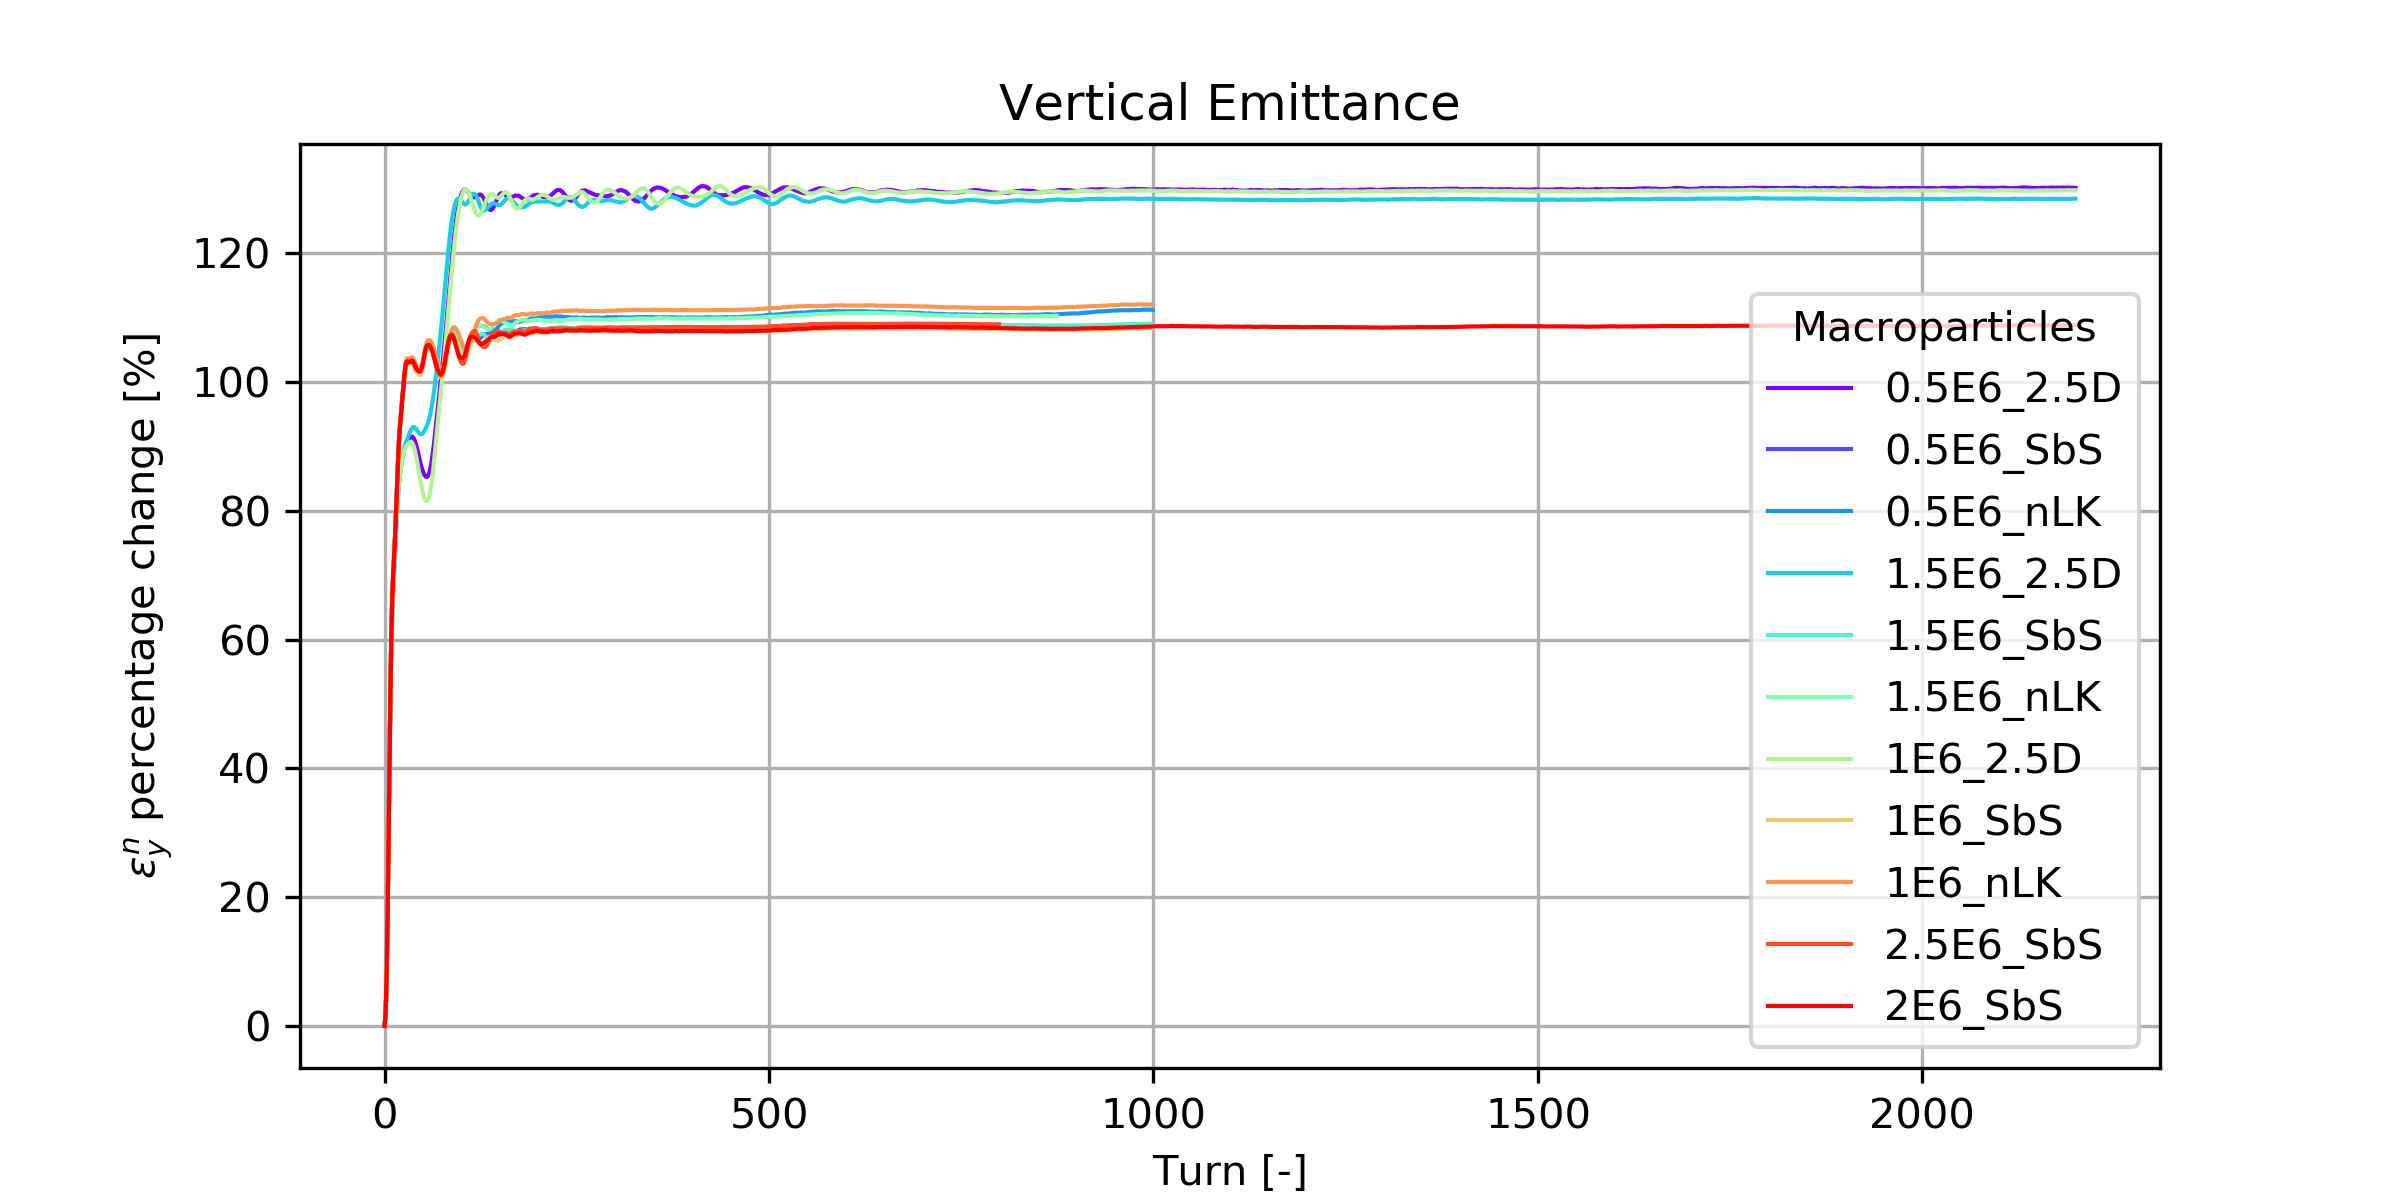 Vertical Emittance
ε_y^n percentage change [%]
120
100
80
60
40
20
0
0 500 1000 1500 2000
Turn [-]
Macroparticles
0.5E6_2.5D
0.5E6_SbS
0.5E6_nLK
1.5E6_2.5D
1.5E6_SbS
1.5E6_nLK
1E6_2.5D
1E6_SbS
1E6_nLK
2.5E6_SbS
2E6_SbS